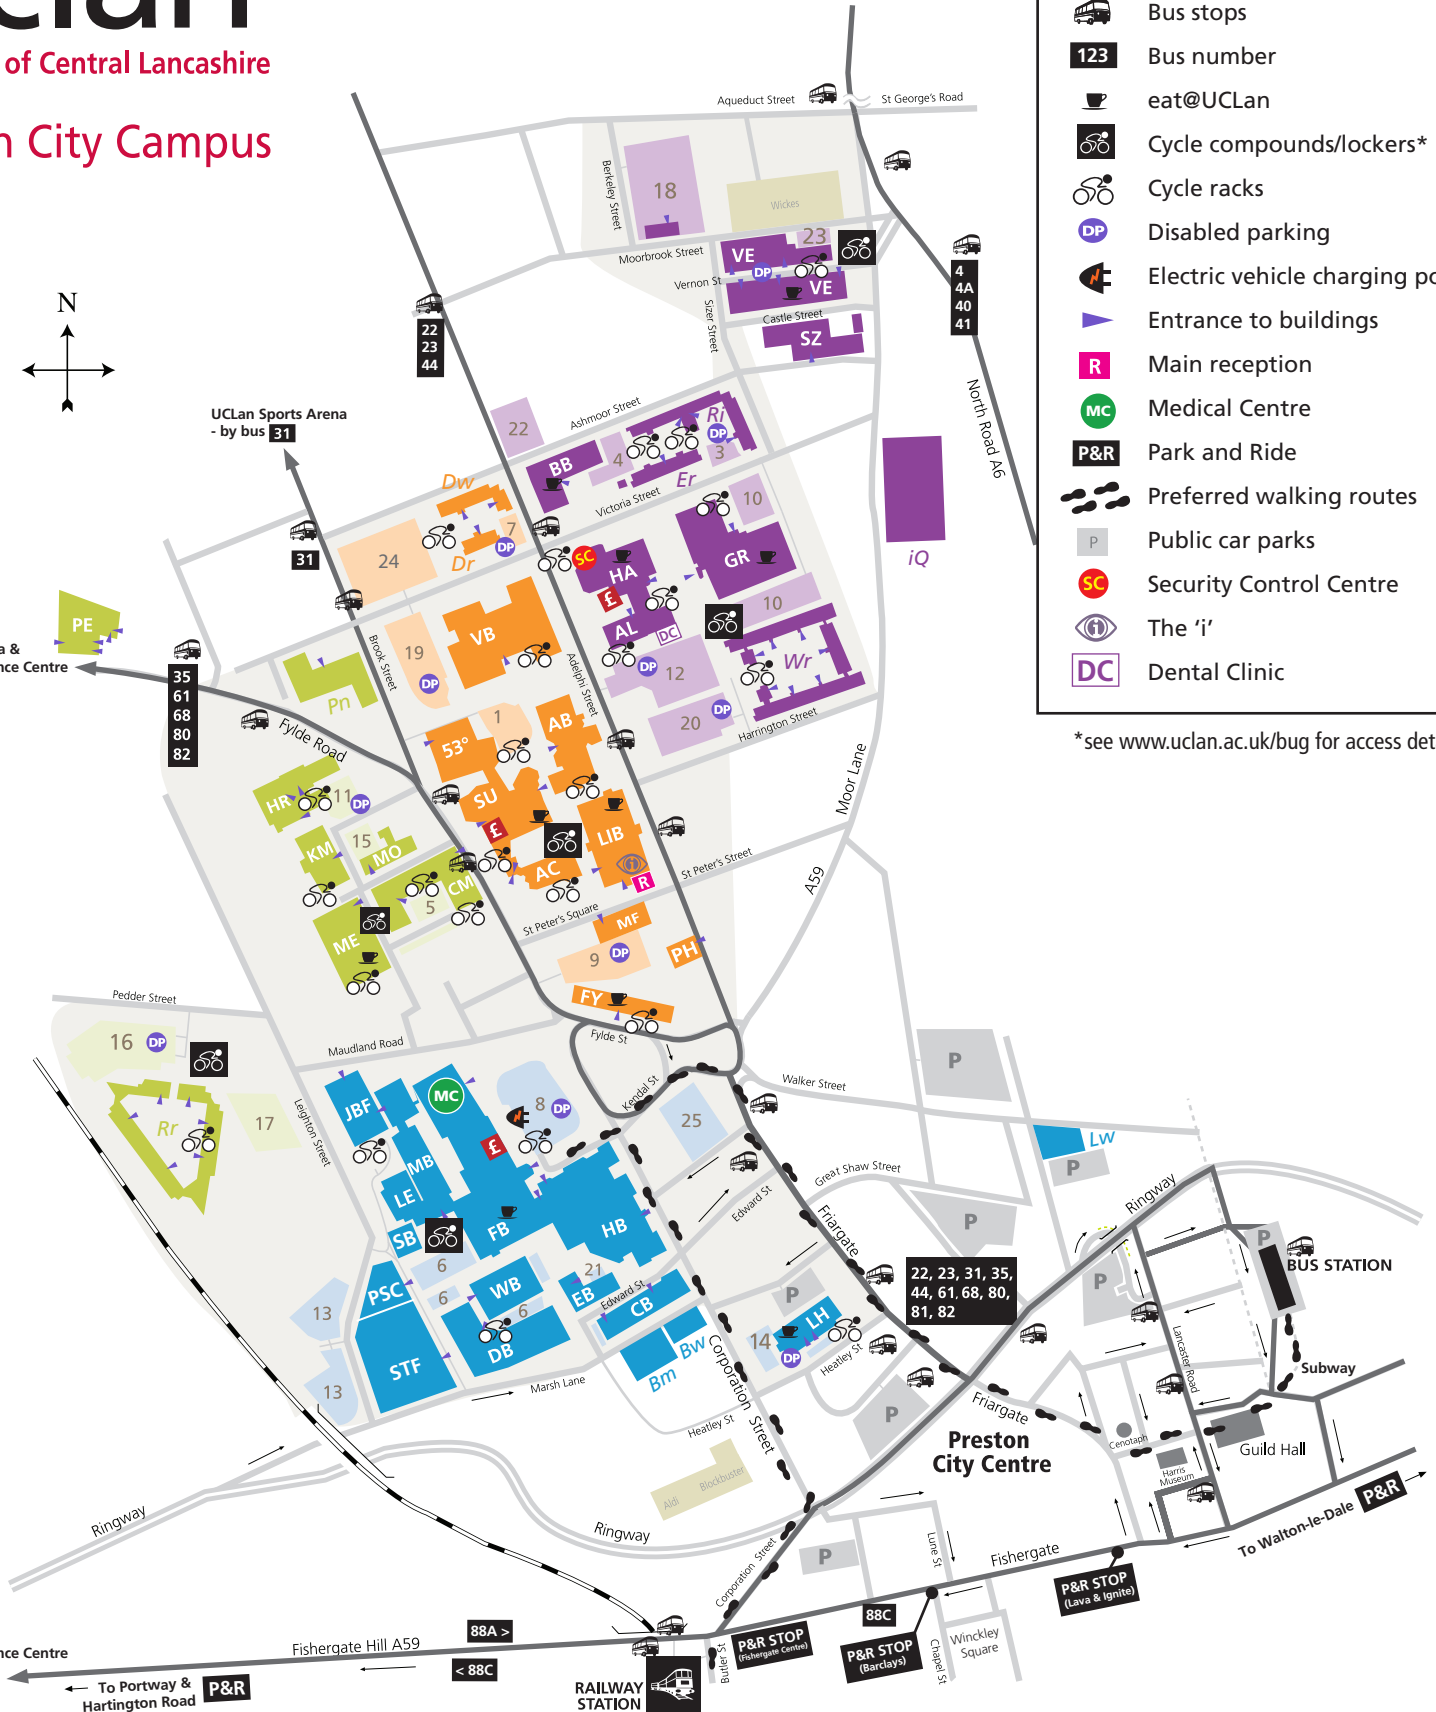 of Central Lancashire
City Campus
Bus stops
123 Bus number
eat@UCLan
Cycle compounds/lockers*
Cycle racks
DP Disabled parking
Electric vehicle charging
Entrance to buildings
R Main reception
MC Medical Centre
P&R Park and Ride
Preferred walking routes
P Public car parks
SC Security Control Centre
i The ‘i’
DC Dental Clinic
*see www.uclan.ac.uk/bug for access
Aqueduct Street
St George's Road
Berkeley Street
18
Wickes
Moorbrook Street
VE
23
DP
Vernon St
VE
Sizer Street
Castle Street
SZ
4
4A
40
41
North Road A6
N
22
23
44
UCLan Sports Arena
- by bus 31
Ashmoor Street
22
Ri
DP
BB
4
3
Er
Victoria Street
iQ
Dw
7
DP
Dr
24
31
SC
HA
£
AL
DC
GR
10
10
PE
&
Centre
35
61
68
80
82
Brook Street
19
DP
VB
Adelphi Street
DP
12
Wr
20
DP
Harrington Street
Pn
Fylde Road
53°
1
AB
Moor Lane
HR
11
DP
SU
£
KM
15
MO
LIB
i
R
AC
CM
5
ME
St Peter's Street
A59
St Peter's Square
MF
9
DP
PH
FY
Pedder Street
16
DP
Maudland Road
Fylde St
Rr
17
Leighton Street
JBF
MC
8
DP
£
Kendal St
25
Walker Street
Lw
P
P
MB
LE
SB
FB
HB
Edward St
Great Shaw Street
Friargate
P
Ringway
6
6
6
PSC
WB
21
EB
Edward St
CB
13
13
STF
DB
Bm
Bw
Marsh Lane
Corporation Street
P
14
LH
DP
Heatley St
22, 23, 31, 35,
44, 61, 68, 80,
81, 82
P
P
BUS STATION
Lancaster Road
Subway
P
Friargate
Preston
City Centre
Cenotaph
Harris
Museum
Guild Hall
Heatley St
Aldi
Blockbuster
Ringway
Ringway
P
Corporation Street
Lune St
Fishergate
To Walton-le-Dale P&R
P&R STOP
(Lava & Ignite)
88C
P&R STOP
(Barclays)
P&R STOP
(Fishergate Centre)
Chapel St
Winckley
Square
Butler St
88A >
Fishergate Hill A59
< 88C
Centre
To Portway &
Hartington Road P&R
RAILWAY
STATION